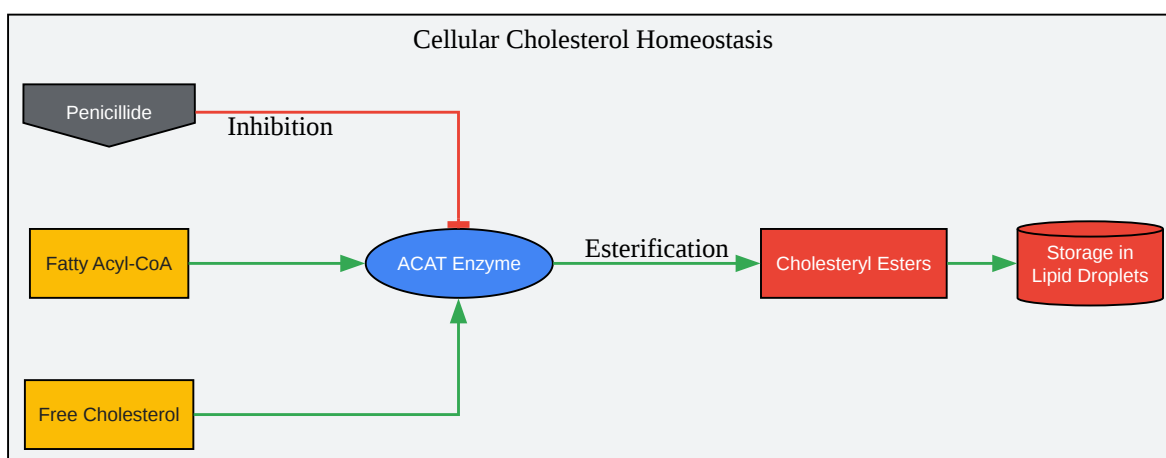 Cellular Cholesterol Homeostasis
Penicillide
Inhibition
Fatty Acyl-CoA
ACAT Enzyme
Esterification
Cholesteryl Esters
Storage in
Lipid Droplets
Free Cholesterol